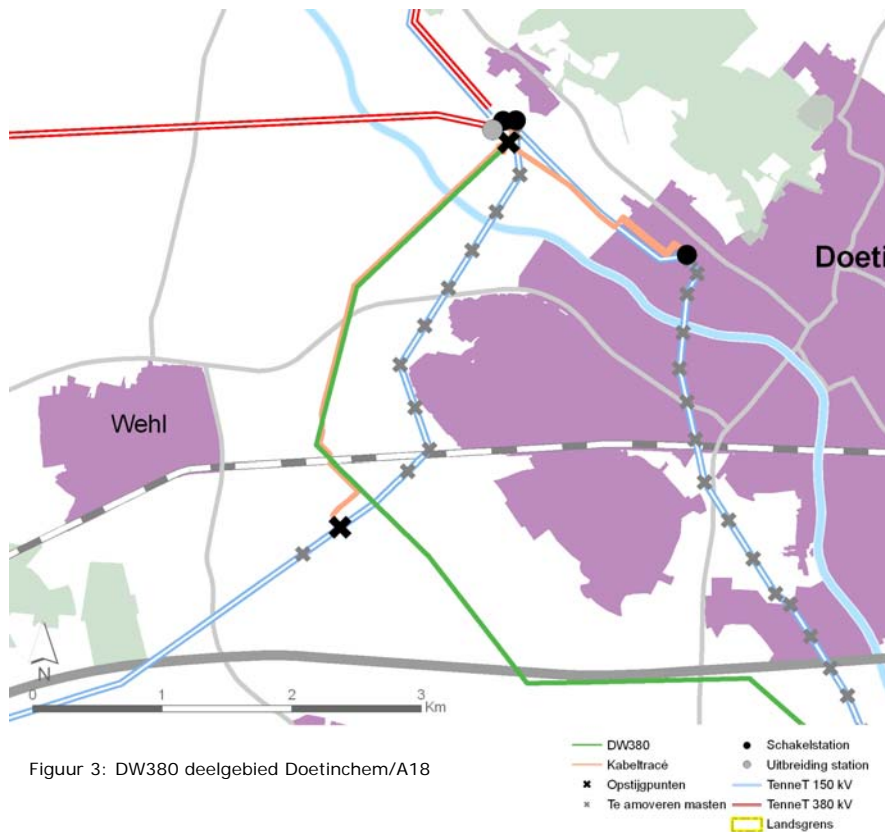 Doeti
Wehl
N
0 1 2 3
Km
Figuur 3: DW380 deelgebied Doetinchem/A18
DW380
Kabeltracé
Opstijgpunten
Te amoveren masten
Schakelstation
Uitbreiding station
TenneT 150 kV
TenneT 380 kV
Landsgrens